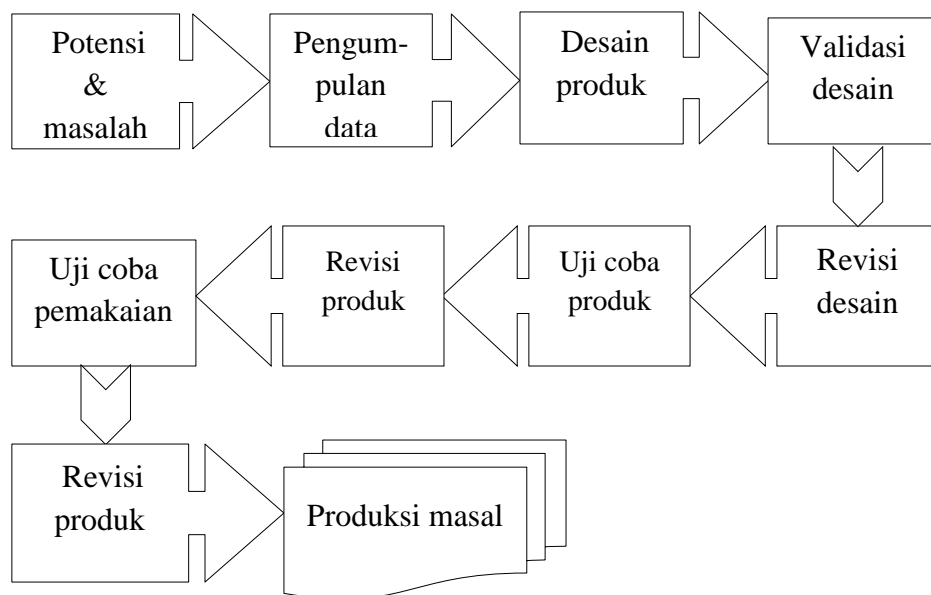 Potensi
&
masalah
Pengum-
pulan
data
Desain
produk
Validasi
desain
Revisi
desain
Uji coba
produk
Revisi
produk
Uji coba
pemakaian
Revisi
produk
Produksi masal